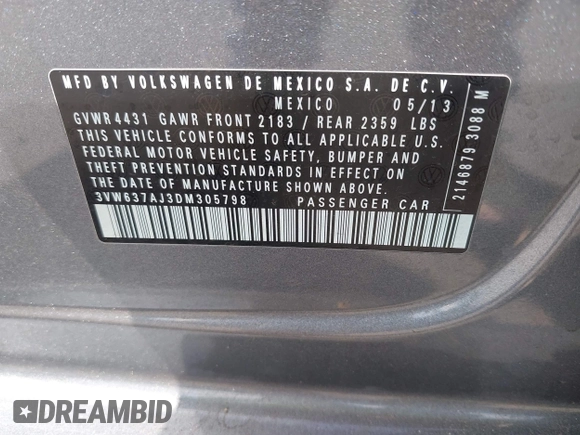 MFD BY VOLKSWAGEN DE MEXICO S.A. DE C.V.
MEXICO 05/13
GVWR 4431 GAWR FRONT 2183 / REAR 2359 LBS
THIS VEHICLE CONFORMS TO ALL APPLICABLE U.S.
FEDERAL MOTOR VEHICLE SAFETY, BUMPER AND
THEFT PREVENTION STANDARDS IN EFFECT ON
THE DATE OF MANUFACTURE SHOWN ABOVE
3VW637AJ3DM305798 PASSENGER CAR
2146879 3088 M
DREAMBID